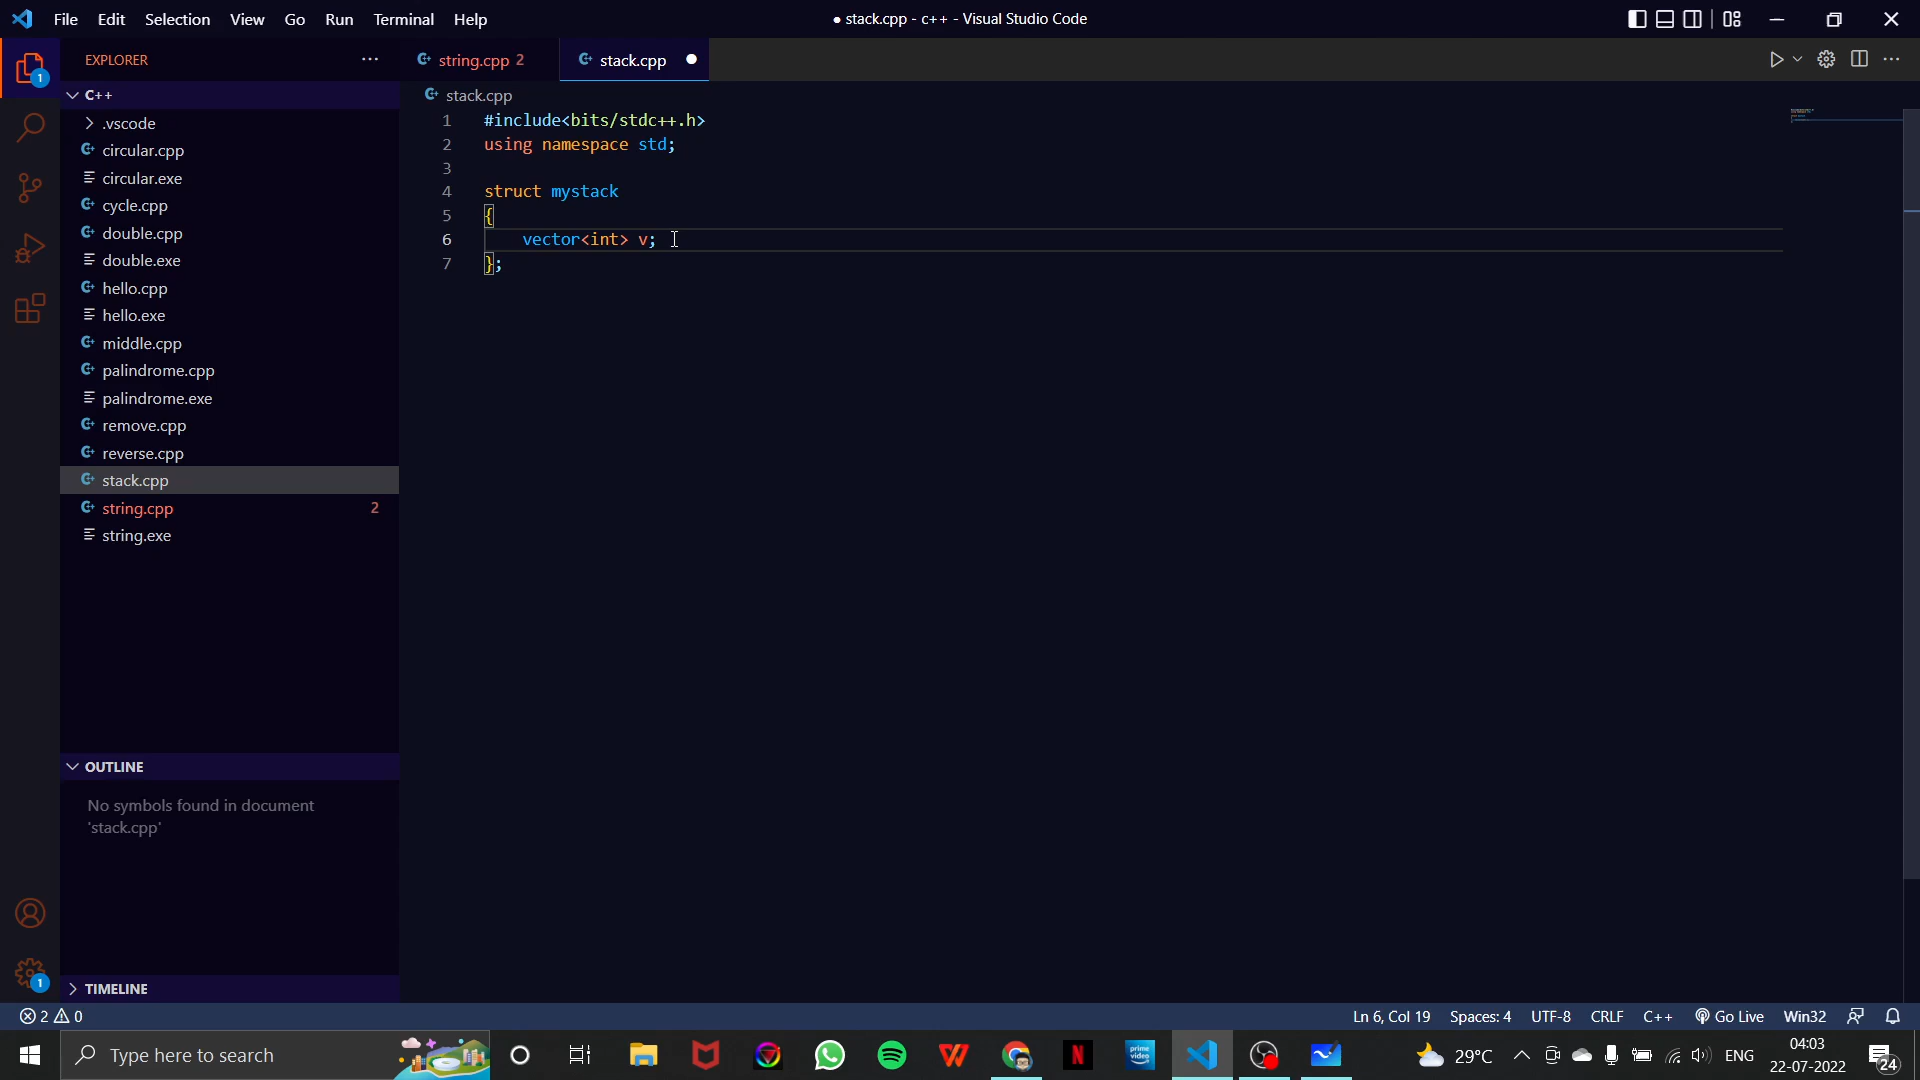 File Edit Selection View Go Run Terminal Help
● stack.cpp - c++ - Visual Studio Code
EXPLORER
C++
.vscode
circular.cpp
circular.exe
cycle.cpp
double.cpp
double.exe
hello.cpp
hello.exe
middle.cpp
palindrome.cpp
palindrome.exe
remove.cpp
reverse.cpp
stack.cpp
string.cpp 2
string.exe
OUTLINE
No symbols found in document
'stack.cpp'
TIMELINE
1
1
string.cpp 2
stack.cpp
stack.cpp
1 #include<bits/stdc++.h>
2 using namespace std;
3
4 struct mystack
5 {
6 vector<int> v;
7 };
2 0
Ln 6, Col 19 Spaces: 4 UTF-8 CRLF C++ Go Live Win32
Type here to search
prime video
29°C
ENG
04:03
22-07-2022
24